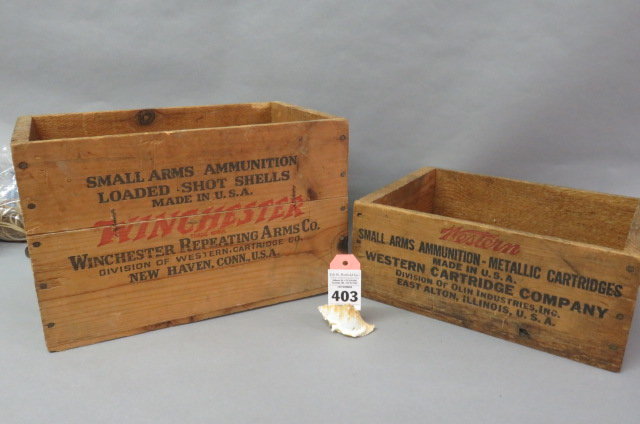 SMALL ARMS AMMUNITION
LOADED SHOT SHELLS
MADE IN U.S.A.
WINCHESTER
WINCHESTER REPEATING ARMS CO.
DIVISION OF WESTERN CARTRIDGE CO.
NEW HAVEN, CONN. U.S.A.
403
Western
SMALL ARMS AMMUNITION - METALLIC CARTRIDGES
MADE IN U.S.A.
WESTERN CARTRIDGE COMPANY
DIVISION OF OLIN INDUSTRIES, INC.
EAST ALTON, ILLINOIS, U.S.A.